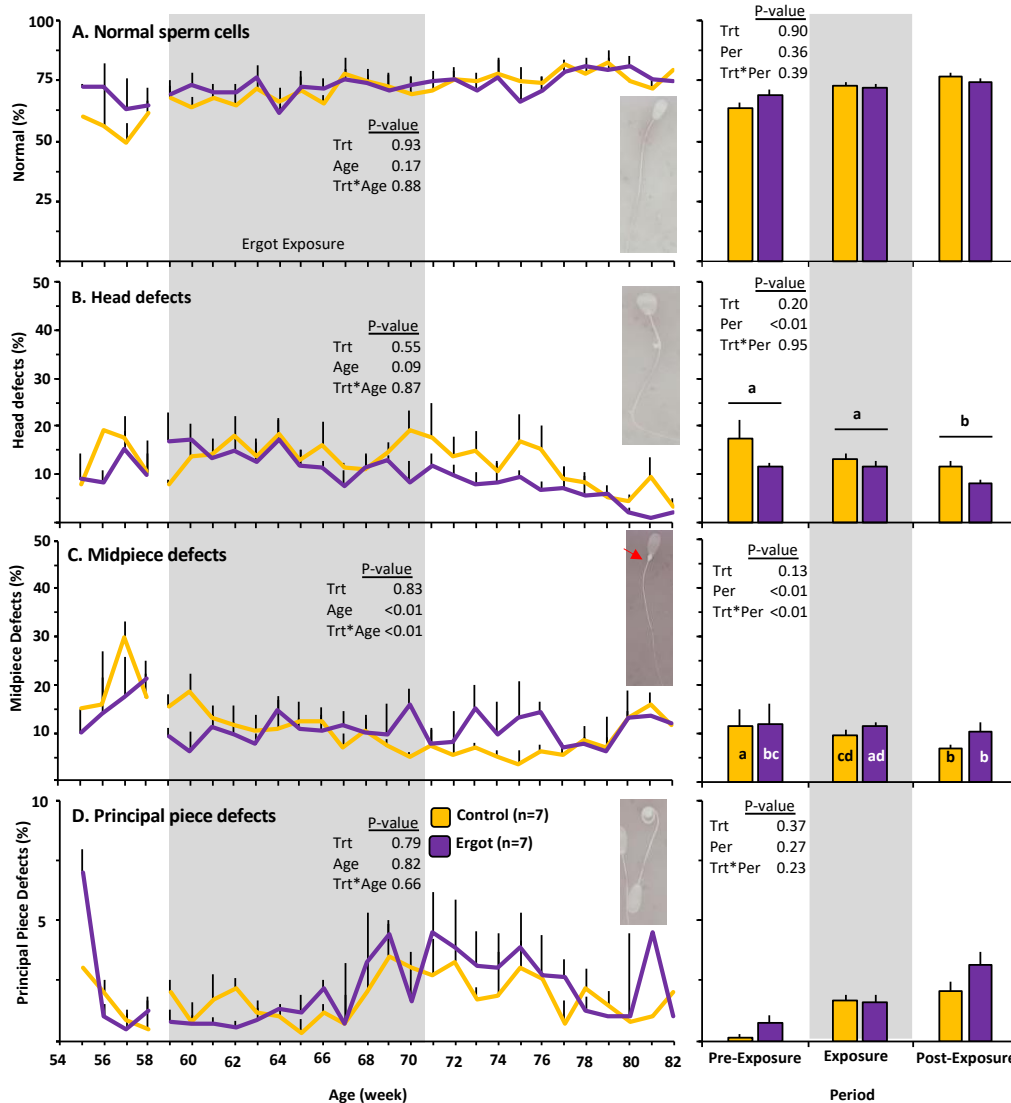 A. Normal sperm cells
Normal (%)
100
75
50
25
P-value
Trt 0.93
Age 0.17
Trt*Age 0.88
Ergot Exposure
P-value
Trt 0.90
Per 0.36
Trt*Per 0.39
B. Head defects
Head defects (%)
50
40
30
20
10
P-value
Trt 0.55
Age 0.09
Trt*Age 0.87
P-value
Trt 0.20
Per <0.01
Trt*Per 0.95
a
a
b
C. Midpiece defects
Midpiece Defects (%)
50
40
30
20
10
P-value
Trt 0.83
Age <0.01
Trt*Age <0.01
P-value
Trt 0.13
Per <0.01
Trt*Per <0.01
a bc cd ad b b
D. Principal piece defects
Principal Piece Defects (%)
10
5
P-value
Trt 0.79
Age 0.82
Trt*Age 0.66
Control (n=7)
Ergot (n=7)
P-value
Trt 0.37
Per 0.27
Trt*Per 0.23
54 56 58 60 62 64 66 68 70 72 74 76 78 80 82
Age (week)
Pre-Exposure Exposure Post-Exposure
Period